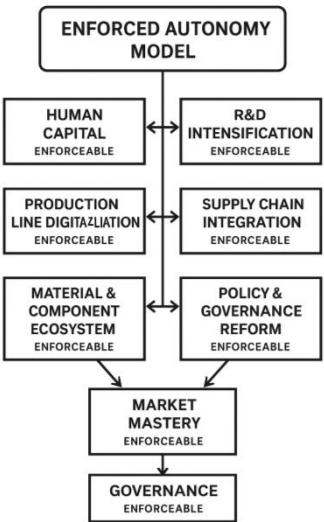 ENFORCED AUTONOMY
MODEL
HUMAN
CAPITAL
ENFORCEABLE
R&D
INTENSIFICATION
ENFORCEABLE
PRODUCTION
LINE DIGITAZLIATION
ENFORCEABLE
SUPPLY CHAIN
INTEGRATION
ENFORCEABLE
MATERIAL &
COMPONENT
ECOSYSTEM
ENFORCEABLE
POLICY &
GOVERNANCE
REFORM
ENFORCEABLE
MARKET
MASTERY
ENFORCEABLE
GOVERNANCE
ENFORCEABLE